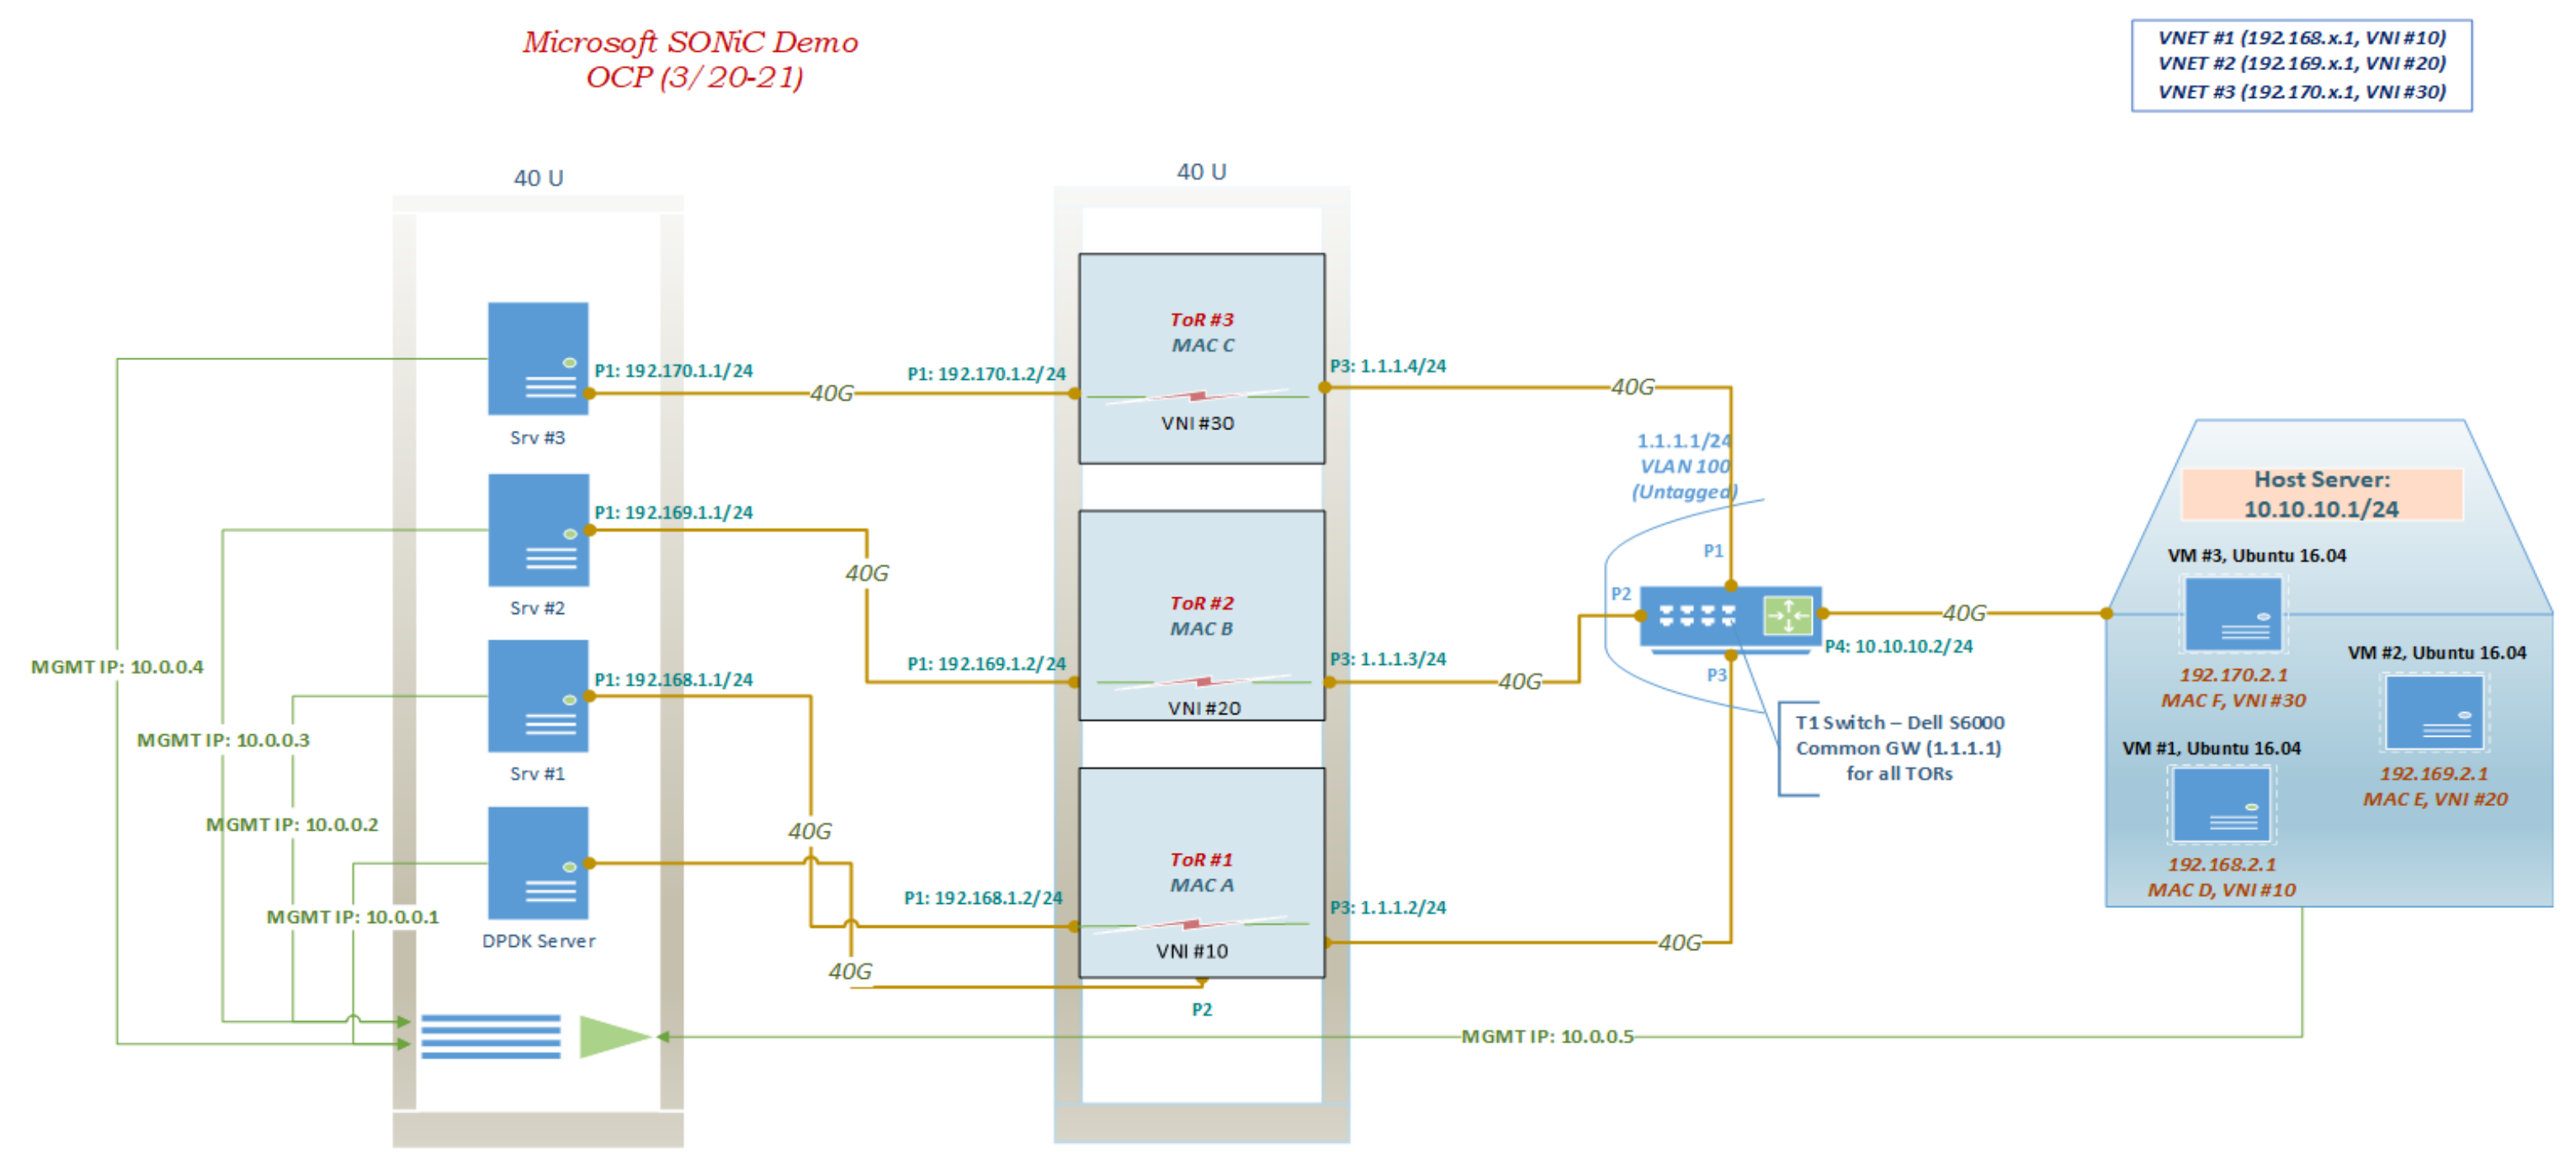 Microsoft SONiC Demo
OCP (3/20-21)
VNET #1 (192.168.x.1, VNI #10)
VNET #2 (192.169.x.1, VNI #20)
VNET #3 (192.170.x.1, VNI #30)
40 U
40 U
Srv #3
P1: 192.170.1.1/24
40G
P1: 192.170.1.2/24
ToR #3
MAC C
VNI #30
P3: 1.1.1.4/24
40G
Srv #2
P1: 192.169.1.1/24
40G
P1: 192.169.1.2/24
ToR #2
MAC B
VNI #20
P3: 1.1.1.3/24
40G
Srv #1
P1: 192.168.1.1/24
40G
P1: 192.168.1.2/24
ToR #1
MAC A
VNI #10
P3: 1.1.1.2/24
40G
DPDK Server
40G
P2
MGMT IP: 10.0.0.4
MGMT IP: 10.0.0.3
MGMT IP: 10.0.0.2
MGMT IP: 10.0.0.1
MGMT IP: 10.0.0.5
1.1.1.1/24
VLAN 100
(Untagged)
P1
P2
P3
P4: 10.10.10.2/24
40G
T1 Switch – Dell S6000
Common GW (1.1.1.1)
for all TORs
Host Server:
10.10.10.1/24
VM #3, Ubuntu 16.04
192.170.2.1
MAC F, VNI #30
VM #2, Ubuntu 16.04
192.169.2.1
MAC E, VNI #20
VM #1, Ubuntu 16.04
192.168.2.1
MAC D, VNI #10